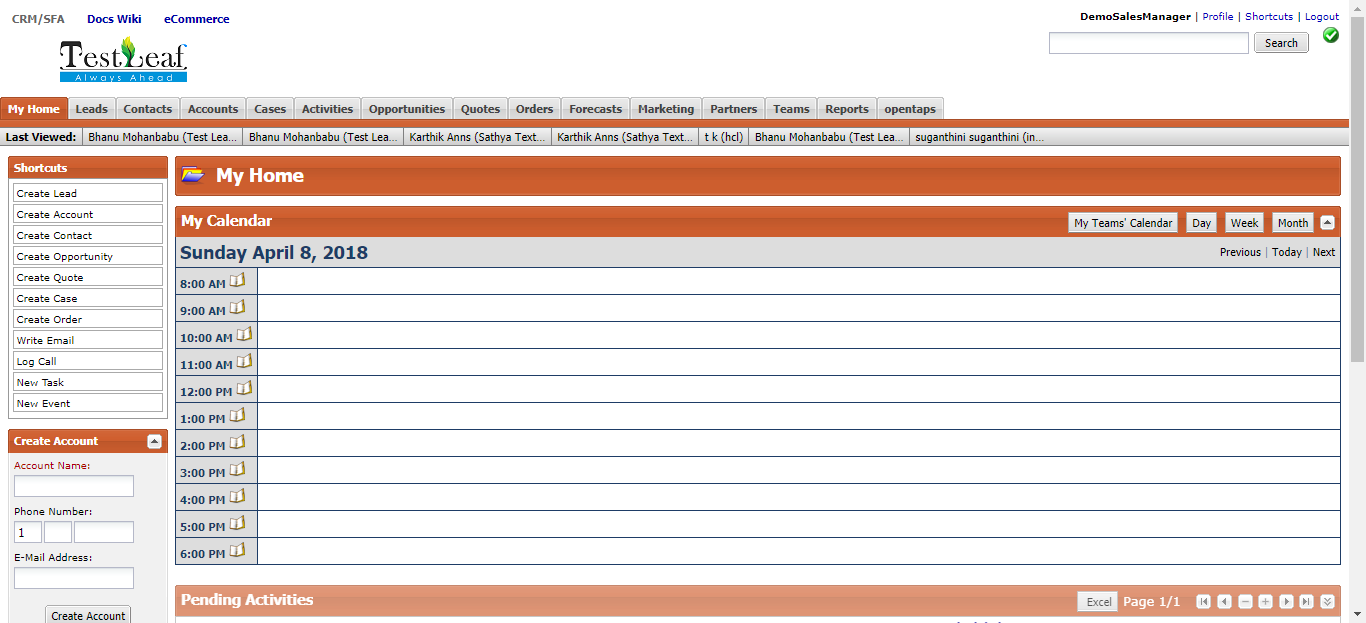 CRM/SFA Docs Wiki eCommerce
DemoSalesManager | Profile | Shortcuts | Logout
Search
TestLeaf
Always Ahead
My Home Leads Contacts Accounts Cases Activities Opportunities Quotes Orders Forecasts Marketing Partners Teams Reports opentaps
Last Viewed: Bhanu Mohanbabu (Test Lea... Bhanu Mohanbabu (Test Lea... Karthik Anns (Sathya Text... Karthik Anns (Sathya Text... t k (hcl) Bhanu Mohanbabu (Test Lea... suganthini suganthini (in...
Shortcuts
Create Lead
Create Account
Create Contact
Create Opportunity
Create Quote
Create Case
Create Order
Write Email
Log Call
New Task
New Event
Create Account
Account Name:
Phone Number:
1
E-Mail Address:
Create Account
My Home
My Calendar My Teams' Calendar Day Week Month
Sunday April 8, 2018 Previous | Today | Next
8:00 AM
9:00 AM
10:00 AM
11:00 AM
12:00 PM
1:00 PM
2:00 PM
3:00 PM
4:00 PM
5:00 PM
6:00 PM
Pending Activities Excel Page 1/1